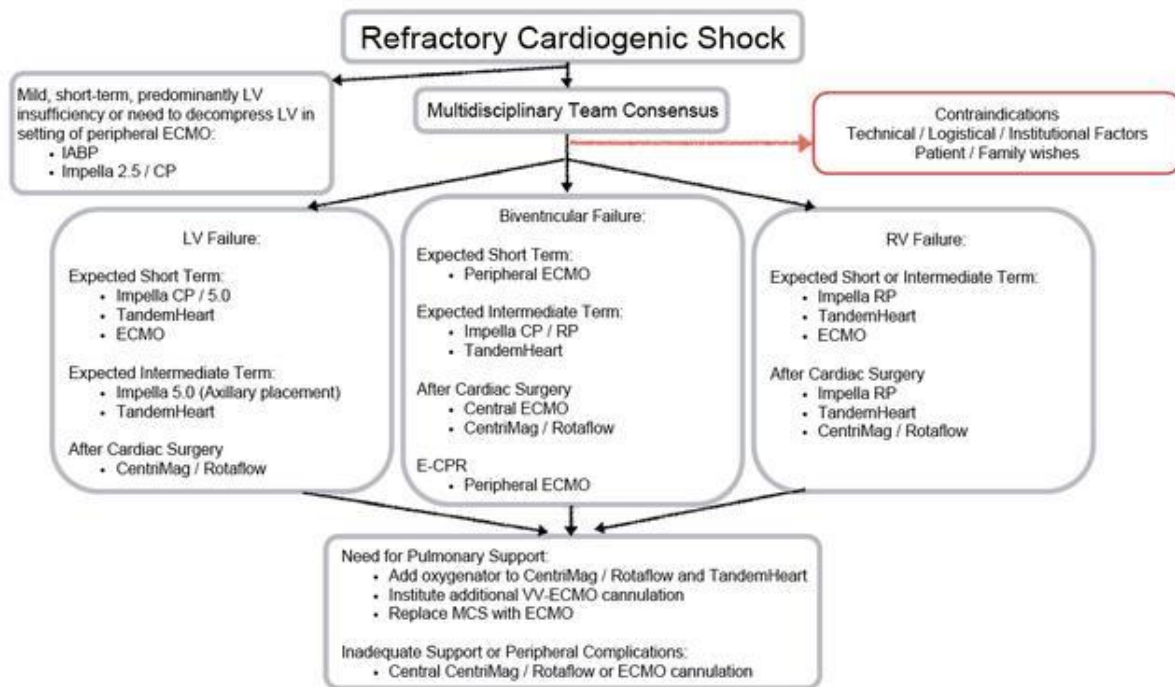 Refractory Cardiogenic Shock
Mild, short-term, predominantly LV
insufficiency or need to decompress LV in
setting of peripheral ECMO:
• IABP
• Impella 2.5 / CP
Multidisciplinary Team Consensus
Contraindications
Technical / Logistical / Institutional Factors
Patient / Family wishes
LV Failure:
Expected Short Term:
• Impella CP / 5.0
• TandemHeart
• ECMO
Expected Intermediate Term:
• Impella 5.0 (Axillary placement)
• TandemHeart
After Cardiac Surgery
• CentriMag / Rotaflow
Biventricular Failure:
Expected Short Term:
• Peripheral ECMO
Expected Intermediate Term:
• Impella CP / RP
• TandemHeart
After Cardiac Surgery
• Central ECMO
• CentriMag / Rotaflow
E-CPR
• Peripheral ECMO
RV Failure:
Expected Short or Intermediate Term:
• Impella RP
• TandemHeart
• ECMO
After Cardiac Surgery
• Impella RP
• TandemHeart
• CentriMag / Rotaflow
Need for Pulmonary Support:
• Add oxygenator to CentriMag / Rotaflow and TandemHeart
• Institute additional VV-ECMO cannulation
• Replace MCS with ECMO
Inadequate Support or Peripheral Complications:
• Central CentriMag / Rotaflow or ECMO cannulation